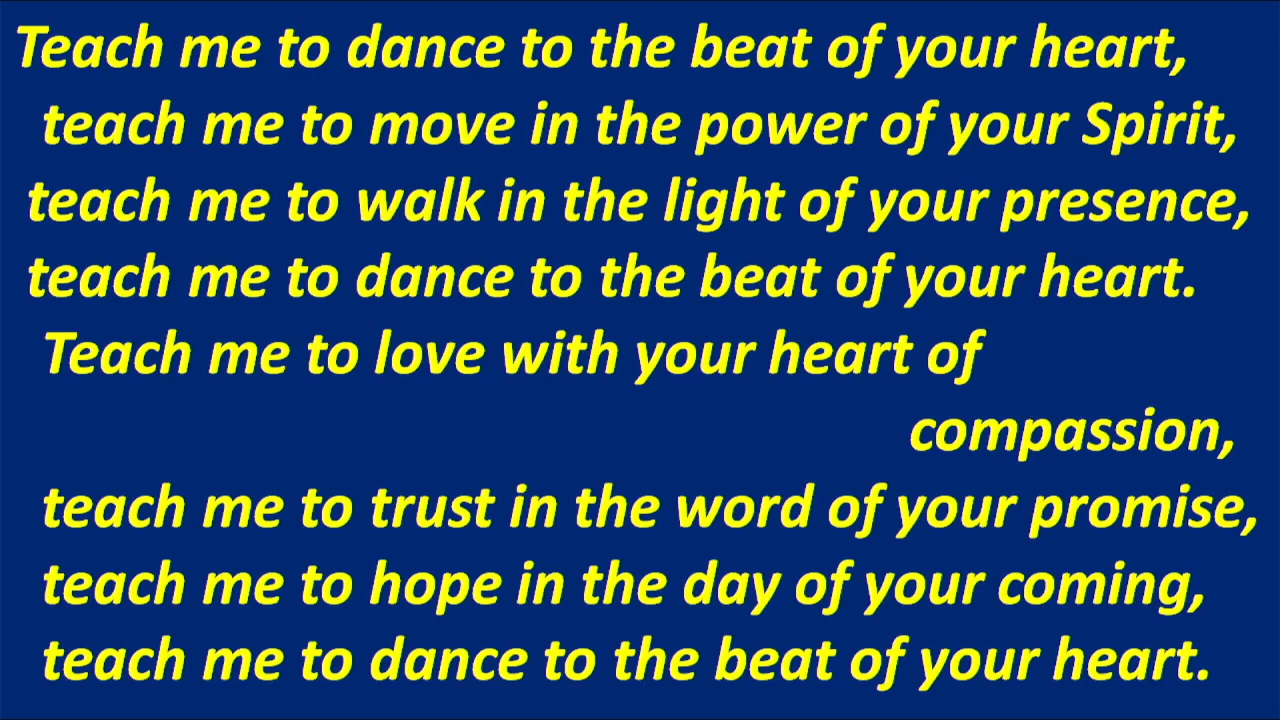 Teach me to dance to the beat of your heart,
teach me to move in the power of your Spirit,
teach me to walk in the light of your presence,
teach me to dance to the beat of your heart.
Teach me to love with your heart of
compassion,
teach me to trust in the word of your promise,
teach me to hope in the day of your coming,
teach me to dance to the beat of your heart.